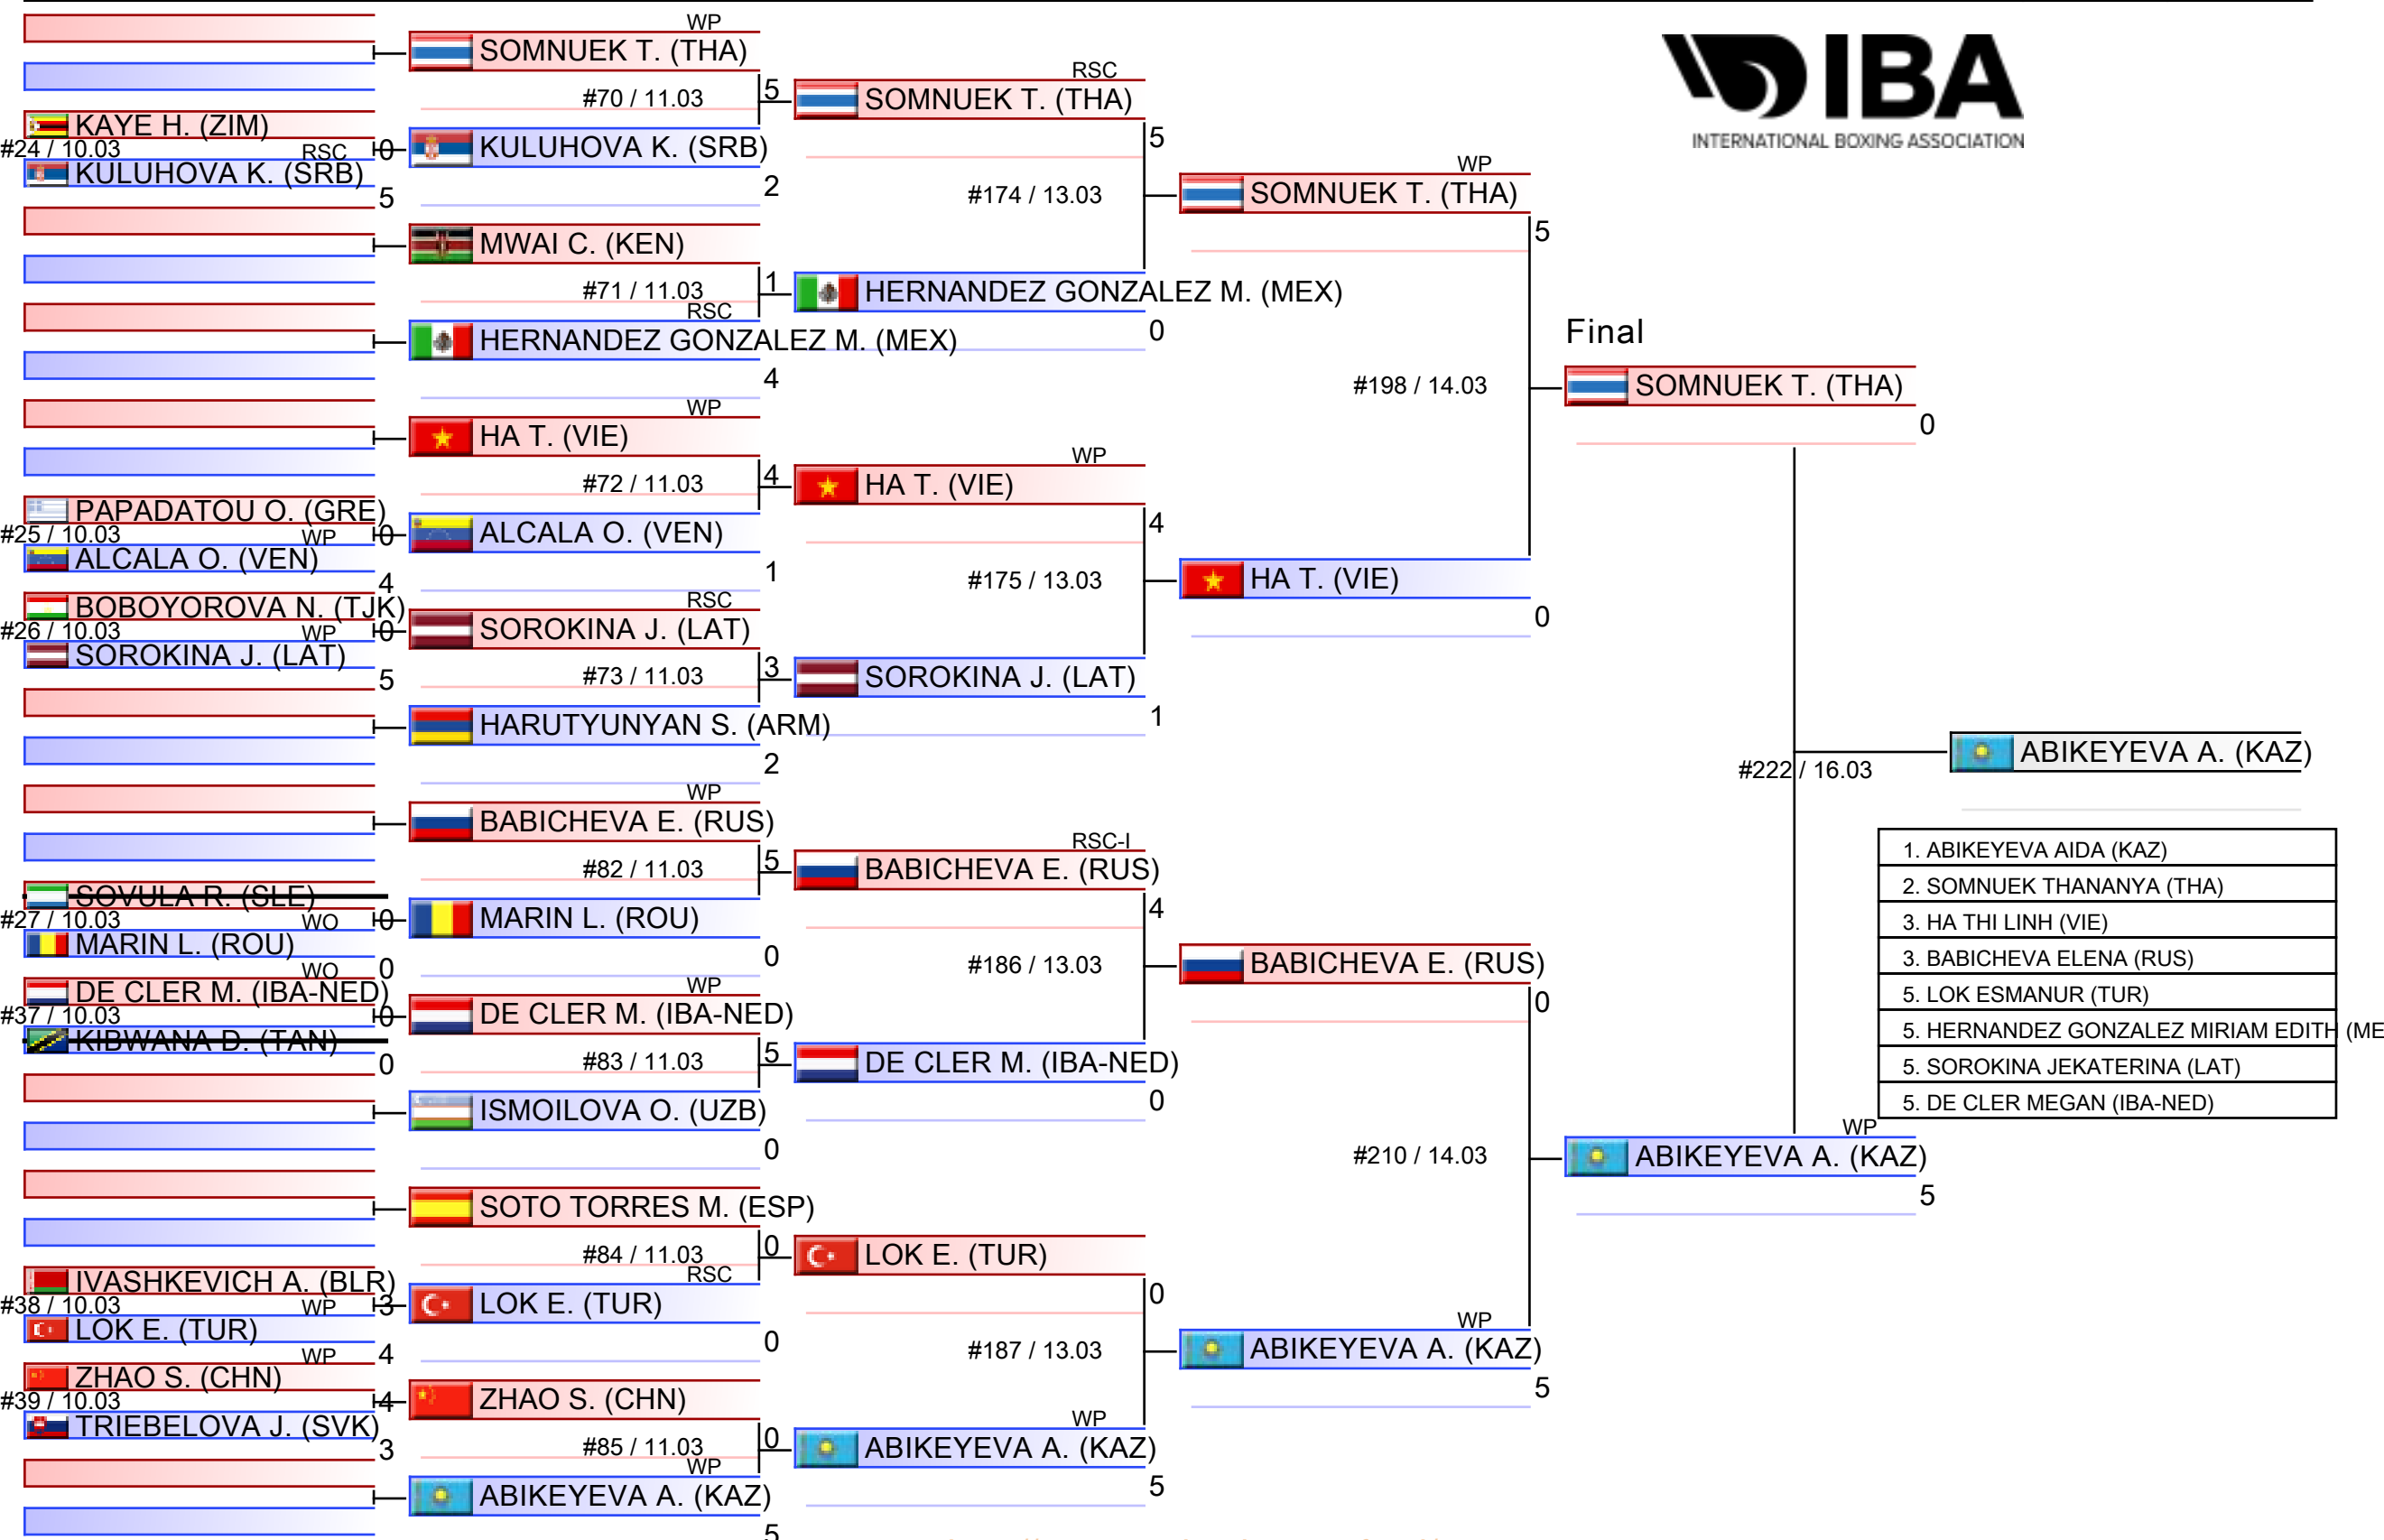 IBA
INTERNATIONAL BOXING ASSOCIATION
KAYE H. (ZIM)
#24 / 10.03
RSC
0
KULUHOVA K. (SRB)
5
PAPADATOU O. (GRE)
#25 / 10.03
WP
0
ALCALA O. (VEN)
4
BOBOYOROVA N. (TJK)
#26 / 10.03
WP
0
SOROKINA J. (LAT)
5
SOVULA R. (SLE)
#27 / 10.03
WO
0
MARIN L. (ROU)
0
WO
DE CLER M. (IBA-NED)
#37 / 10.03
0
KIBWANA D. (TAN)
0
IVASHKEVICH A. (BLR)
#38 / 10.03
WP
3
LOK E. (TUR)
4
WP
ZHAO S. (CHN)
#39 / 10.03
4
TRIEBELOVA J. (SVK)
3
WP
SOMNUEK T. (THA)
5
#70 / 11.03
KULUHOVA K. (SRB)
2
MWAI C. (KEN)
1
#71 / 11.03
RSC
HERNANDEZ GONZALEZ M. (MEX)
4
WP
HA T. (VIE)
4
#72 / 11.03
ALCALA O. (VEN)
1
RSC
SOROKINA J. (LAT)
3
#73 / 11.03
HARUTYUNYAN S. (ARM)
2
WP
BABICHEVA E. (RUS)
5
#82 / 11.03
MARIN L. (ROU)
0
WP
DE CLER M. (IBA-NED)
5
#83 / 11.03
ISMOILOVA O. (UZB)
0
SOTO TORRES M. (ESP)
0
#84 / 11.03
RSC
LOK E. (TUR)
0
ZHAO S. (CHN)
0
#85 / 11.03
WP
ABIKEYEVA A. (KAZ)
5
RSC
SOMNUEK T. (THA)
5
#174 / 13.03
HERNANDEZ GONZALEZ M. (MEX)
0
WP
HA T. (VIE)
4
#175 / 13.03
SOROKINA J. (LAT)
1
RSC-I
BABICHEVA E. (RUS)
4
#186 / 13.03
DE CLER M. (IBA-NED)
0
LOK E. (TUR)
0
#187 / 13.03
WP
ABIKEYEVA A. (KAZ)
5
WP
SOMNUEK T. (THA)
5
#198 / 14.03
HA T. (VIE)
0
BABICHEVA E. (RUS)
0
#210 / 14.03
WP
ABIKEYEVA A. (KAZ)
5
Final
SOMNUEK T. (THA)
0
#222 / 16.03
WP
ABIKEYEVA A. (KAZ)
5
ABIKEYEVA A. (KAZ)
1. ABIKEYEVA AIDA (KAZ)
2. SOMNUEK THANANYA (THA)
3. HA THI LINH (VIE)
3. BABICHEVA ELENA (RUS)
5. LOK ESMANUR (TUR)
5. HERNANDEZ GONZALEZ MIRIAM EDITH (ME
5. SOROKINA JEKATERINA (LAT)
5. DE CLER MEGAN (IBA-NED)